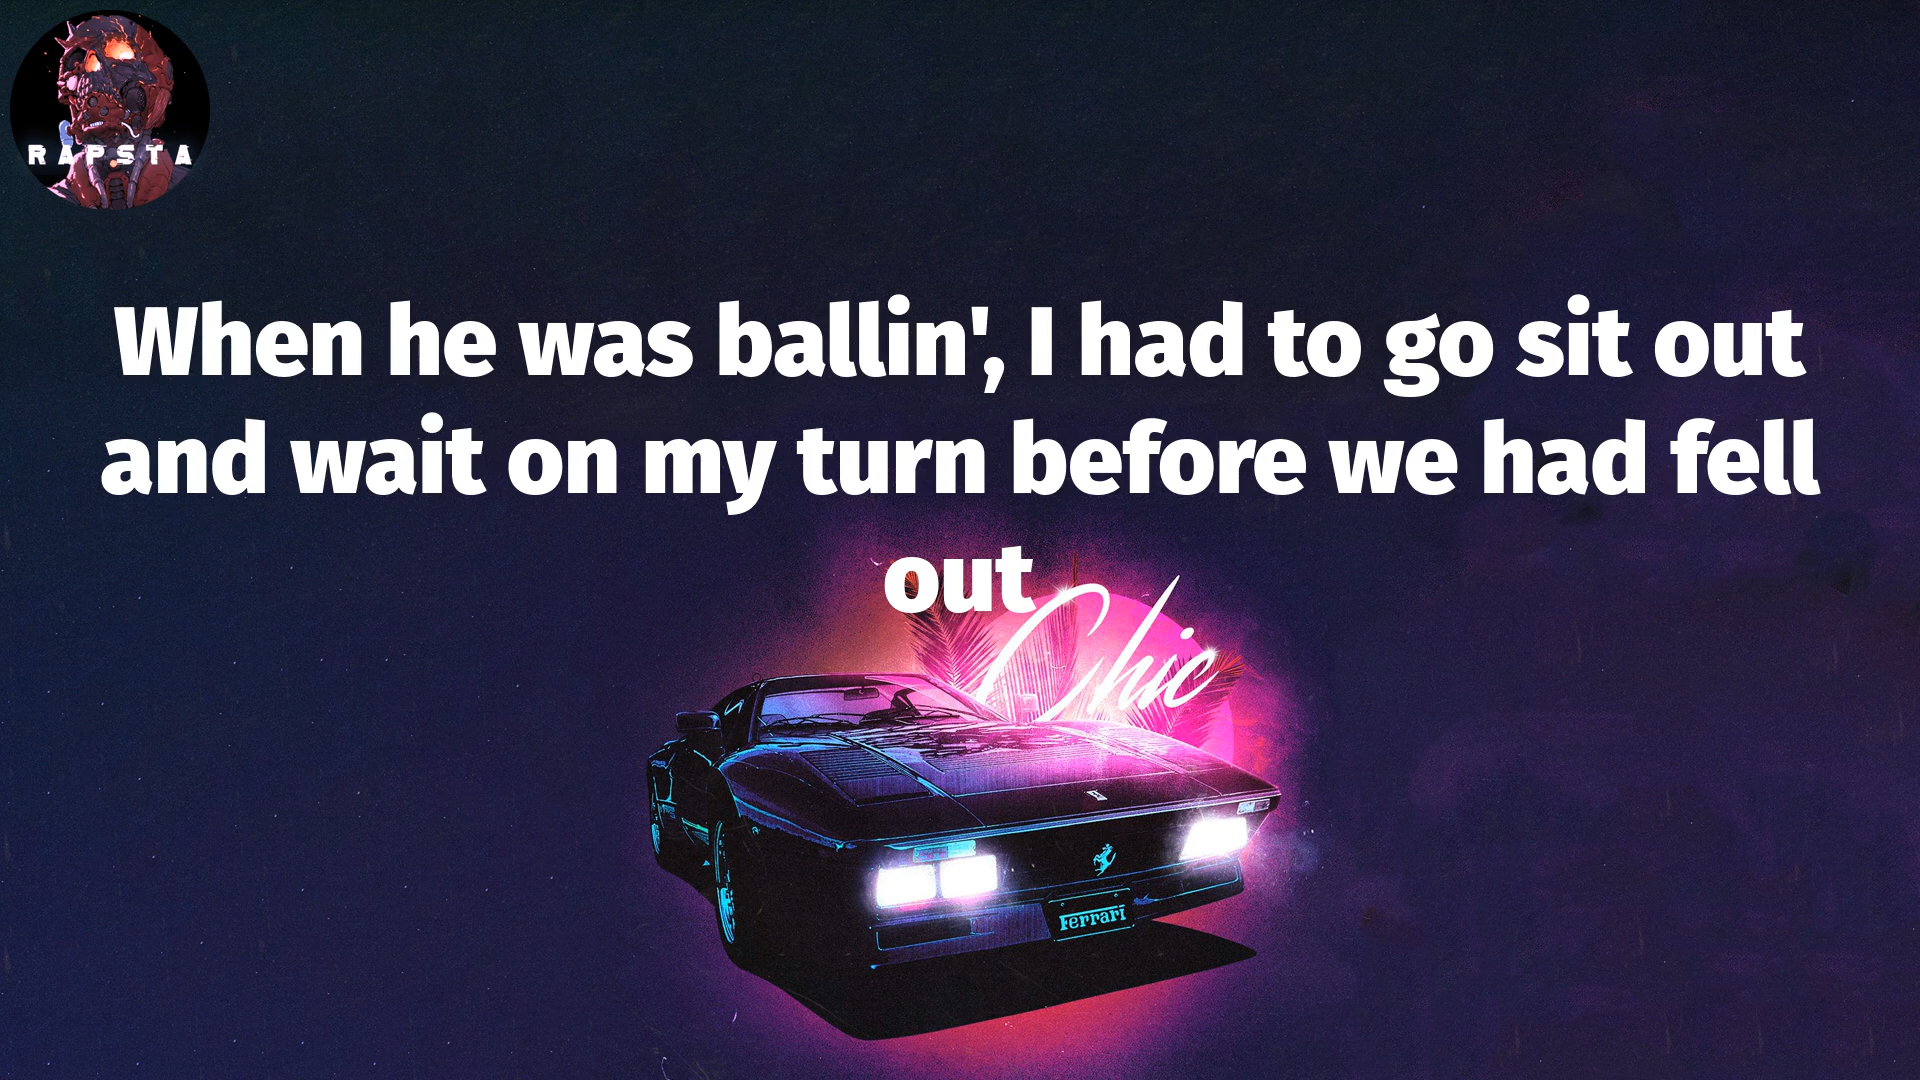 RAPSTA
When he was ballin', I had to go sit out
and wait on my turn before we had fell
out
Chic
Ferrari